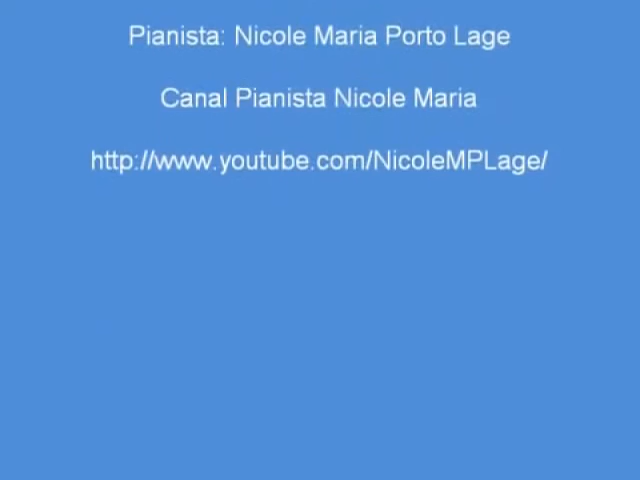 Pianista: Nicole Maria Porto Lage
Canal Pianista Nicole Maria
http://www.youtube.com/NicoleMPLage/